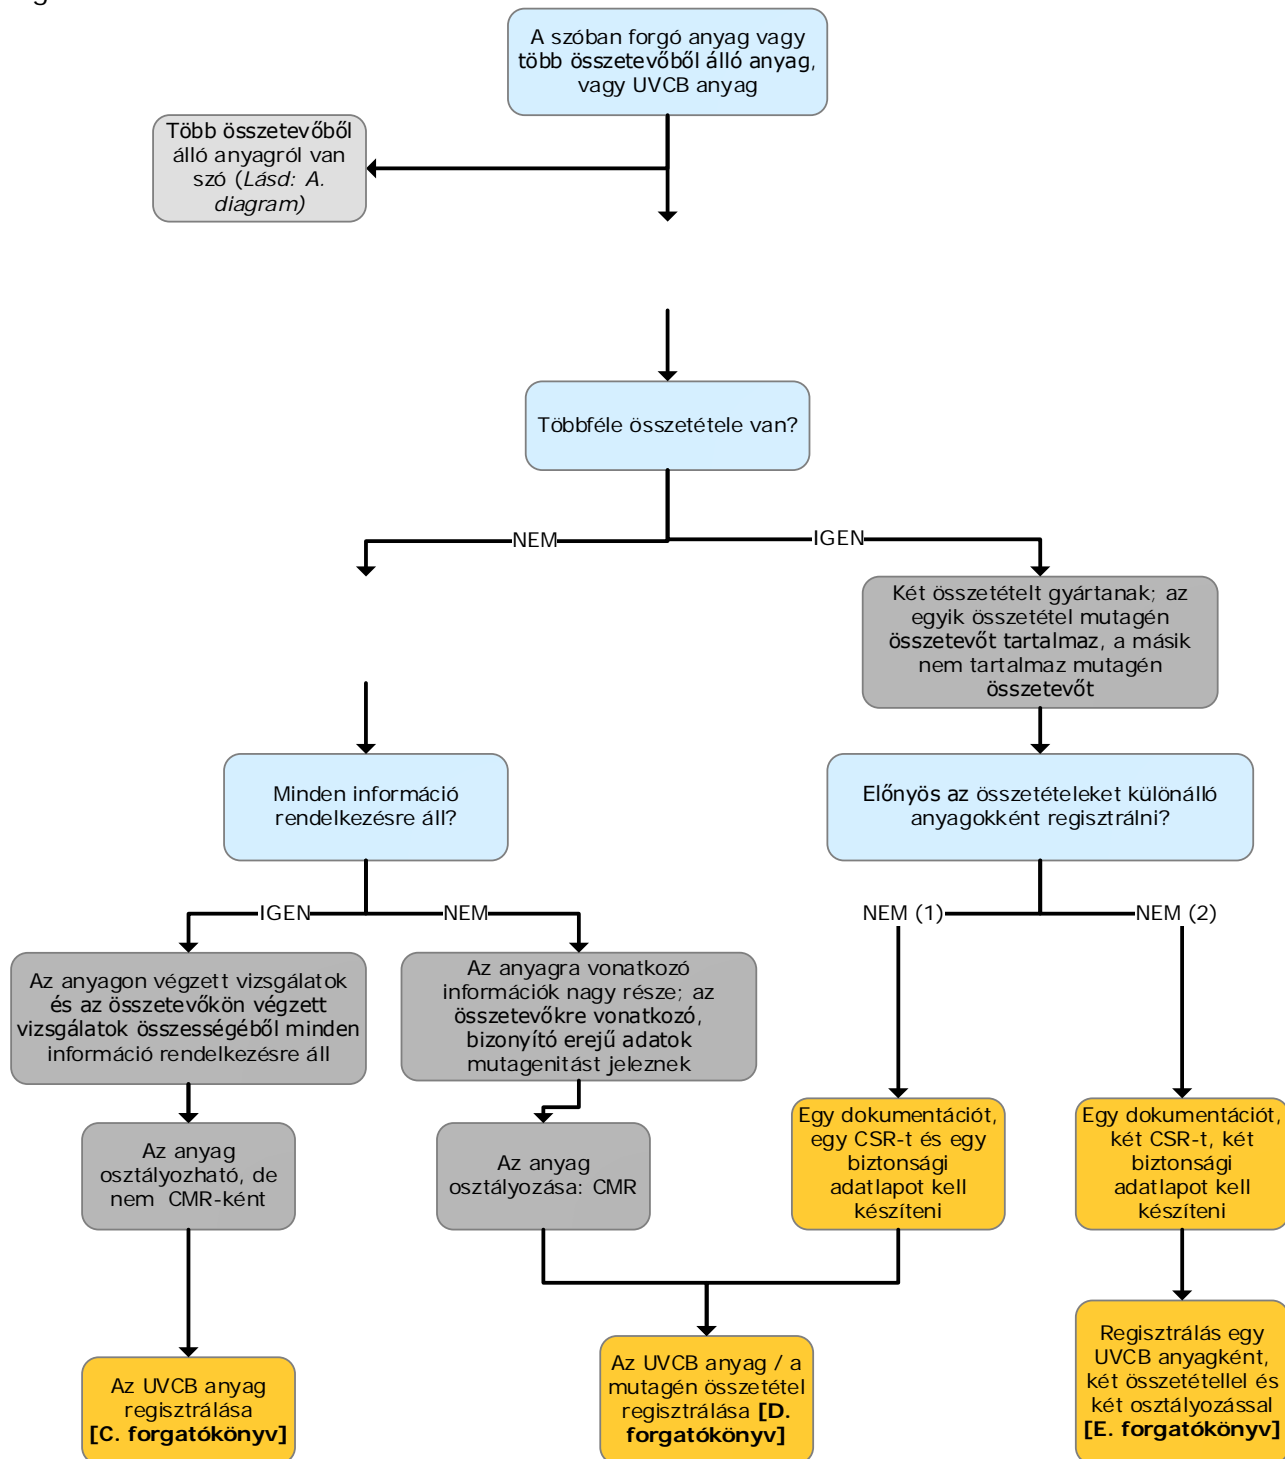 A szóban forgó anyag vagy
több összetevőből álló anyag,
vagy UVCB anyag
Több összetevőből
álló anyagról van
szó (Lásd: A.
diagram)
Többféle összetétele van?
NEM
IGEN
Két összetételt gyártanak; az
egyik összetétel mutagén
összetevőt tartalmaz, a másik
nem tartalmaz mutagén
összetevőt
Minden információ
rendelkezésre áll?
Előnyös az összetételeket különálló
anyagokként regisztrálni?
IGEN
NEM
NEM (1)
NEM (2)
Az anyagon végzett vizsgálatok
és az összetevőkön végzett
vizsgálatok összességéből minden
információ rendelkezésre áll
Az anyagra vonatkozó
információk nagy része; az
összetevőkre vonatkozó,
bizonyító erejű adatok
mutagenitást jeleznek
Az anyag
osztályozható, de
nem CMR-ként
Az anyag
osztályozása: CMR
Egy dokumentációt,
egy CSR-t és egy
biztonsági
adatlapot kell
készíteni
Egy dokumentációt,
két CSR-t, két
biztonsági
adatlapot kell
készíteni
Az UVCB anyag
regisztrálása
[C. forgatókönyv]
Az UVCB anyag / a
mutagén összetétel
regisztrálása [D.
forgatókönyv]
Regisztrálás egy
UVCB anyagként,
két összetétellel és
két osztályozással
[E. forgatókönyv]